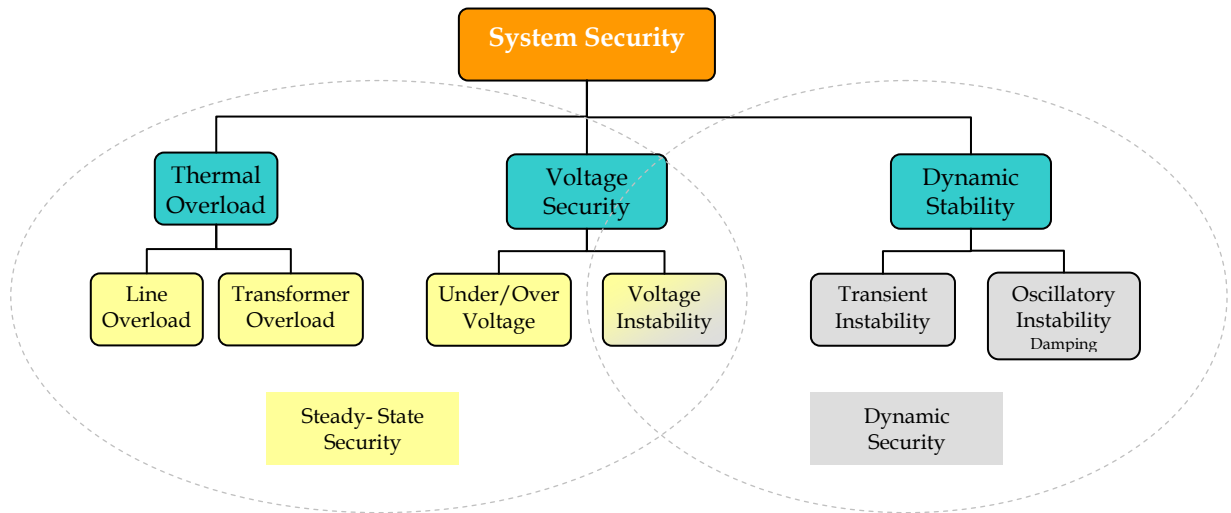 System Security
Thermal
Overload
Voltage
Security
Dynamic
Stability
Line
Overload
Transformer
Overload
Under/Over
Voltage
Voltage
Instability
Transient
Instability
Oscillatory
Instability
Damping
Steady- State
Security
Dynamic
Security